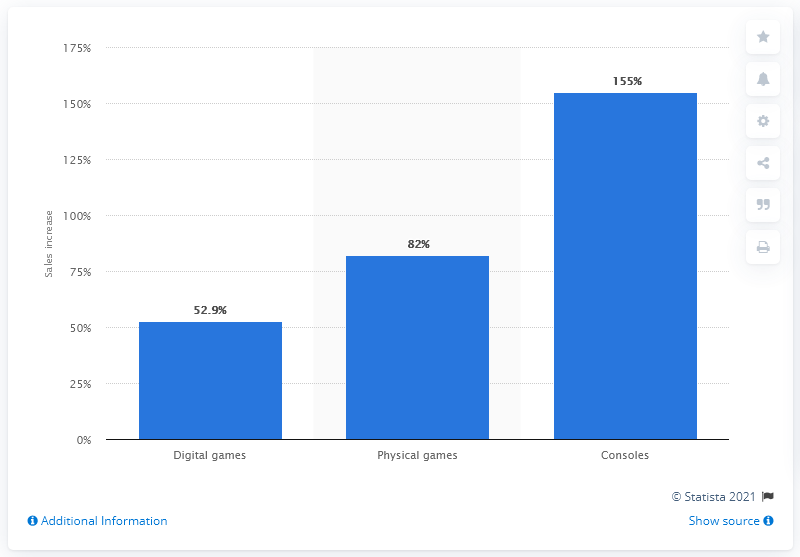 175%
155%
150%
125%
100%
82%
75%
52.9%
50%
25%
0%
Sales increase
Digital games
Physical games
Consoles
© Statista 2021
Additional Information
Show source